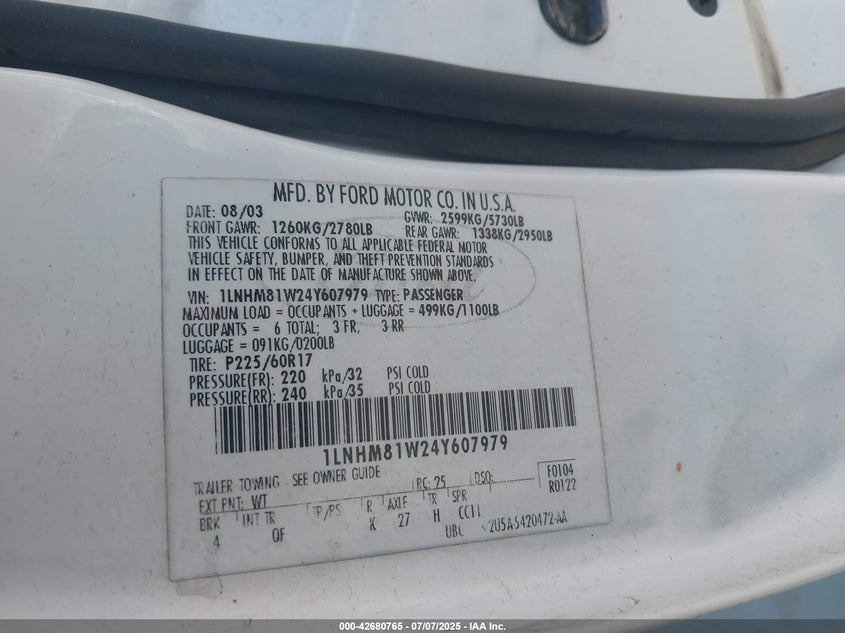 MFD. BY FORD MOTOR CO. IN U.S.A.
DATE: 08/03 GVWR: 2599KG/5730LB
FRONT GAWR: 1260KG/2780LB REAR GAWR: 1338KG/2950LB
THIS VEHICLE CONFORMS TO ALL APPLICABLE FEDERAL MOTOR
VEHICLE SAFETY, BUMPER, AND THEFT PREVENTION STANDARDS
IN EFFECT ON THE DATE OF MANUFACTURE SHOWN ABOVE.
VIN: 1LNHM81W24Y607979 TYPE: PASSENGER
MAXIMUM LOAD = OCCUPANTS + LUGGAGE = 499KG/1100LB
OCCUPANTS = 6 TOTAL; 3 FR, 3 RR
LUGGAGE = 091KG/0200LB
TIRE: P225/60R17
PRESSURE(FR): 220 kPa/32 PSI COLD
PRESSURE(RR): 240 kPa/35 PSI COLD
1LNHM81W24Y607979
TRAILER TOWING - SEE OWNER GUIDE
EXT PNT: WT RC: 25 DSO: F0104
R0122
BRK INT TR TP/PS R AXLE TR SPR
4 OF K 27 H CC11
UBC V2U5A5420472-AA
000-42680765 - 07/07/2025 - IAA Inc.